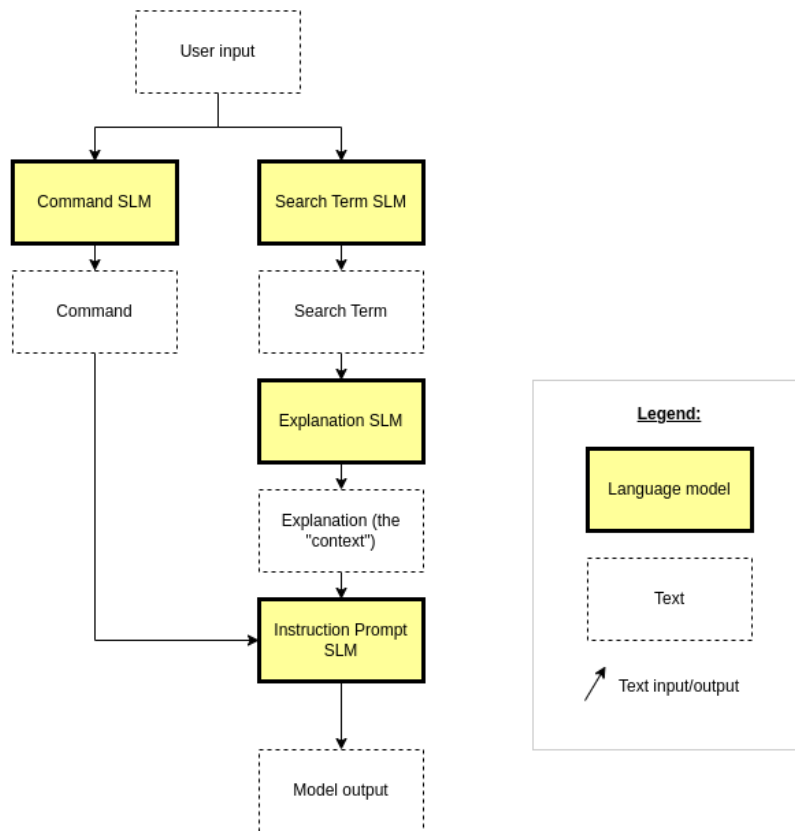 User input
Command SLM
Search Term SLM
Command
Search Term
Explanation SLM
Explanation (the
"context")
Instruction Prompt
SLM
Model output
Legend:
Language model
Text
Text input/output